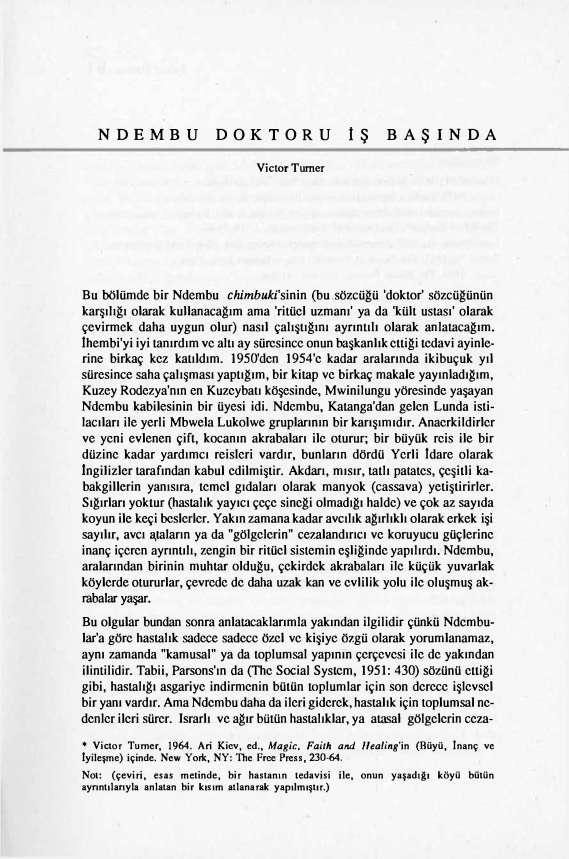 NDEMBU DOKTORU İŞ BAŞINDA
Victor Turner
Bu bölümde bir Ndembu chimbuki'sinin (bu sözcüğü 'doktor' sözcüğünün
karşılığı olarak kullanacağım ama 'ritüel uzmanı' ya da 'kült ustası' olarak
çevirmek daha uygun olur) nasıl çalıştığını ayrıntılı olarak anlatacağım.
İhembi'yi iyi tanırdım ve altı ay süresince onun başkanlık ettiği tedavi ayinle-
rine birkaç kez katıldım. 1950'den 1954'e kadar aralarında ikibuçuk yıl
süresince saha çalışması yaptığım, bir kitap ve birkaç makale yayınladığım,
Kuzey Rodezya'nın en Kuzeybatı köşesinde, Mwinilungu yöresinde yaşayan
Ndembu kabilesinin bir üyesi idi. Ndembu, Katanga'dan gelen Lunda isti-
lacıları ile yerli Mbwela Lukolwe gruplarının bir karışımıdır. Anaerkildirler
ve yeni evlenen çift, kocanın akrabaları ile oturur; bir büyük reis ile bir
düzine kadar yardımcı reisleri vardır, bunların dördü Yerli İdare olarak
İngilizler tarafından kabul edilmiştir. Akdarı, mısır, tatlı patates, çeşitli ka-
bakgillerin yanısıra, temel gıdaları olarak manyok (cassava) yetiştirirler.
Sığırları yoktur (hastalık yayıcı çeçe sineği olmadığı halde) ve çok az sayıda
koyun ile keçi beslerler. Yakın zamana kadar avcılık ağırlıklı olarak erkek işi
sayılır, avcı ataların ya da "gölgelerin" cezalandırıcı ve koruyucu güçlerine
inanç içeren ayrıntılı, zengin bir ritüel sistemin eşliğinde yapılırdı. Ndembu,
aralarından birinin muhtar olduğu, çekirdek akrabaları ile küçük yuvarlak
köylerde otururlar, çevrede de daha uzak kan ve evlilik yolu ile oluşmuş ak-
rabalar yaşar.
Bu olgular bundan sonra anlatacaklarımla yakından ilgilidir çünkü Ndembu-
lar'a göre hastalık sadece sadece özel ve kişiye özgü olarak yorumlanamaz,
aynı zamanda "kamusal" ya da toplumsal yapının çerçevesi ile de yakından
ilintilidir. Tabii, Parsons'ın da (The Social System, 1951: 430) sözünü ettiği
gibi, hastalığı asgariye indirmenin bütün toplumlar için son derece işlevsel
bir yanı vardır. Ama Ndembu daha da ileri giderek, hastalık için toplumsal ne-
denler ileri sürer. Israrlı ve ağır bütün hastalıklar, ya atasal gölgelerin ceza-
* Victor Turner, 1964. Ari Kiev, ed., Magic, Faith and Healing'in (Büyü, İnanç ve
İyileşme) içinde. New York, NY: The Free Press, 230-64.
Not: (çeviri, esas metinde, bir hastanın tedavisi ile, onun yaşadığı köyü bütün
ayrıntılarıyla anlatan bir kısım atlanarak yapılmıştır.)